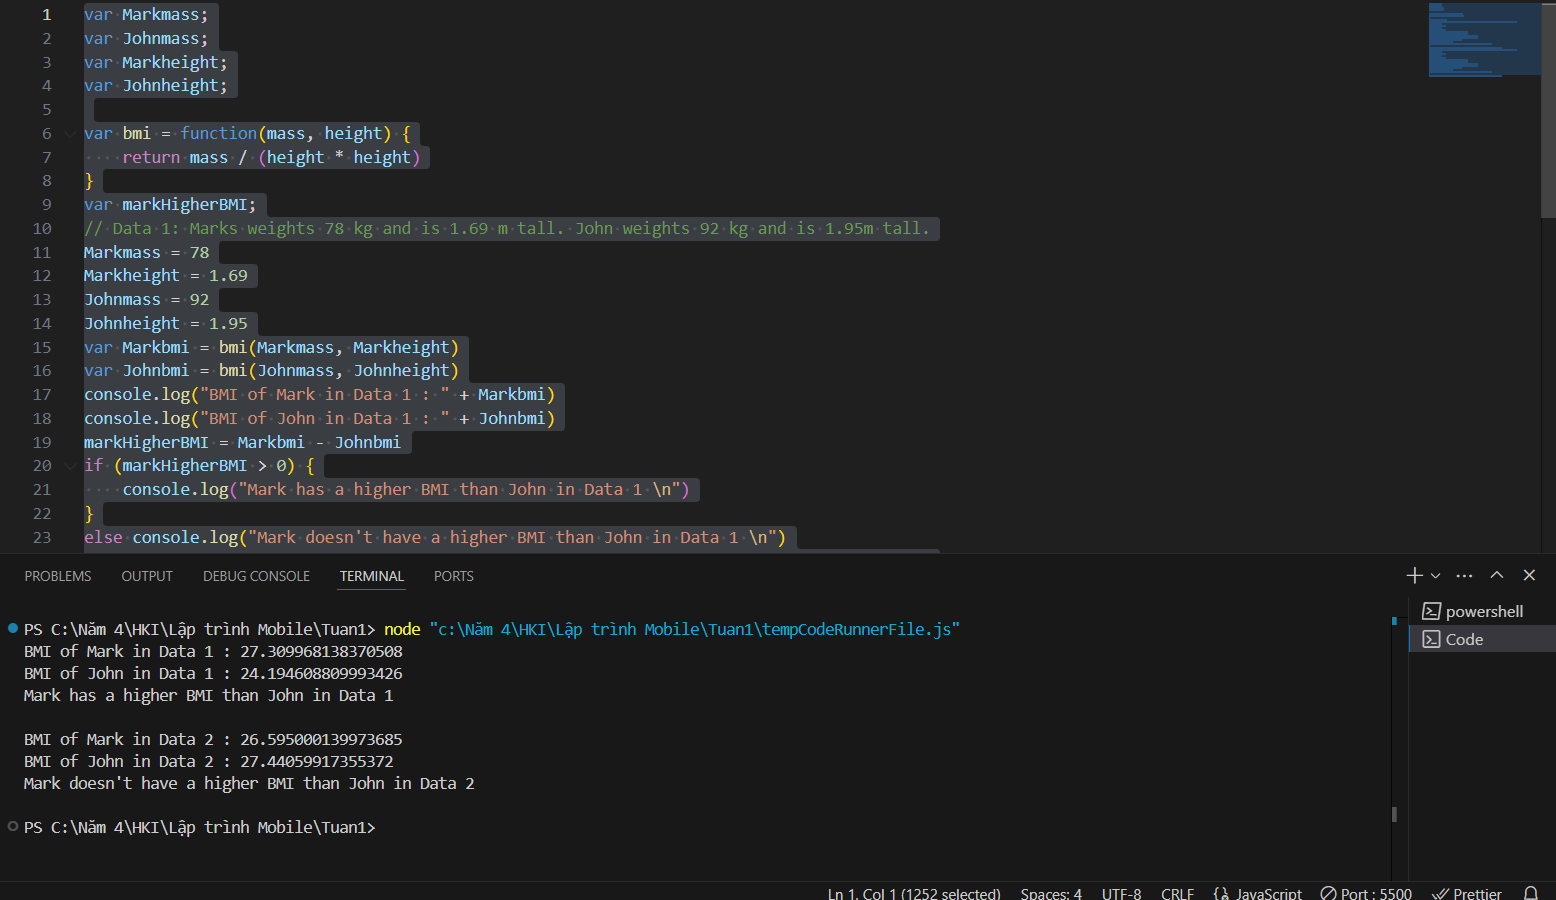 1 var Markmass;
2 var Johnmass;
3 var Markheight;
4 var Johnheight;
5
6 var bmi = function(mass, height) {
7 return mass / (height * height)
8 }
9 var markHigherBMI;
10 // Data 1: Marks weights 78 kg and is 1.69 m tall. John weights 92 kg and is 1.95m tall.
11 Markmass = 78
12 Markheight = 1.69
13 Johnmass = 92
14 Johnheight = 1.95
15 var Markbmi = bmi(Markmass, Markheight)
16 var Johnbmi = bmi(Johnmass, Johnheight)
17 console.log("BMI of Mark in Data 1 : " + Markbmi)
18 console.log("BMI of John in Data 1 : " + Johnbmi)
19 markHigherBMI = Markbmi - Johnbmi
20 if (markHigherBMI > 0) {
21 console.log("Mark has a higher BMI than John in Data 1 \n")
22 }
23 else console.log("Mark doesn't have a higher BMI than John in Data 1 \n")
PROBLEMS OUTPUT DEBUG CONSOLE TERMINAL PORTS
PS C:\Năm 4\HKI\Lập trình Mobile\Tuan1> node "c:\Năm 4\HKI\Lập trình Mobile\Tuan1\tempCodeRunnerFile.js"
BMI of Mark in Data 1 : 27.309968138370508
BMI of John in Data 1 : 24.194608809993426
Mark has a higher BMI than John in Data 1
BMI of Mark in Data 2 : 26.595000139973685
BMI of John in Data 2 : 27.44059917355372
Mark doesn't have a higher BMI than John in Data 2
PS C:\Năm 4\HKI\Lập trình Mobile\Tuan1>
powershell
Code
Ln 1, Col 1 (1252 selected) Spaces: 4 UTF-8 CRLF JavaScript Port : 5500 Prettier